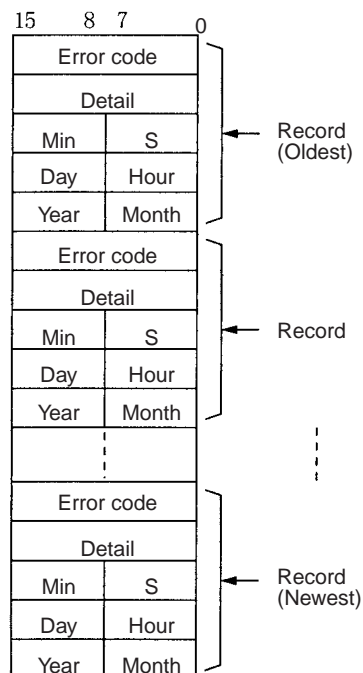 15 8 7 0
Error code
Detail
Min S
Day Hour
Year Month
Record
(Oldest)
Error code
Detail
Min S
Day Hour
Year Month
Record
Error code
Detail
Min S
Day Hour
Year Month
Record
(Newest)